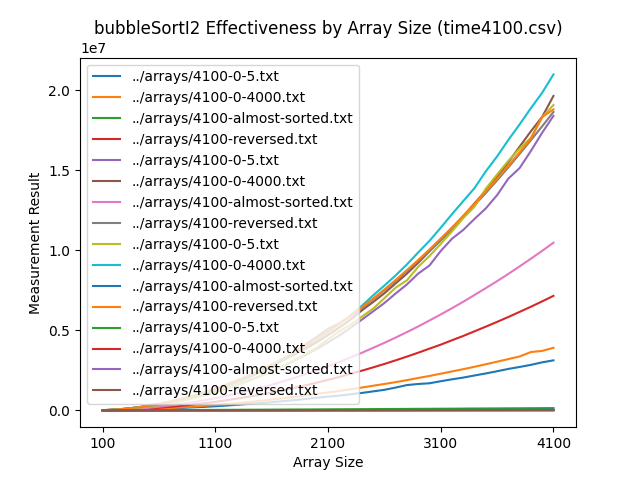 bubbleSortI2 Effectiveness by Array Size (time4100.csv)
1e7
2.0
1.5
1.0
0.5
0.0
Measurement Result
../arrays/4100-0-5.txt
../arrays/4100-0-4000.txt
../arrays/4100-almost-sorted.txt
../arrays/4100-reversed.txt
../arrays/4100-0-5.txt
../arrays/4100-0-4000.txt
../arrays/4100-almost-sorted.txt
../arrays/4100-reversed.txt
../arrays/4100-0-5.txt
../arrays/4100-0-4000.txt
../arrays/4100-almost-sorted.txt
../arrays/4100-reversed.txt
../arrays/4100-0-5.txt
../arrays/4100-0-4000.txt
../arrays/4100-almost-sorted.txt
../arrays/4100-reversed.txt
100 1100 2100 3100 4100
Array Size